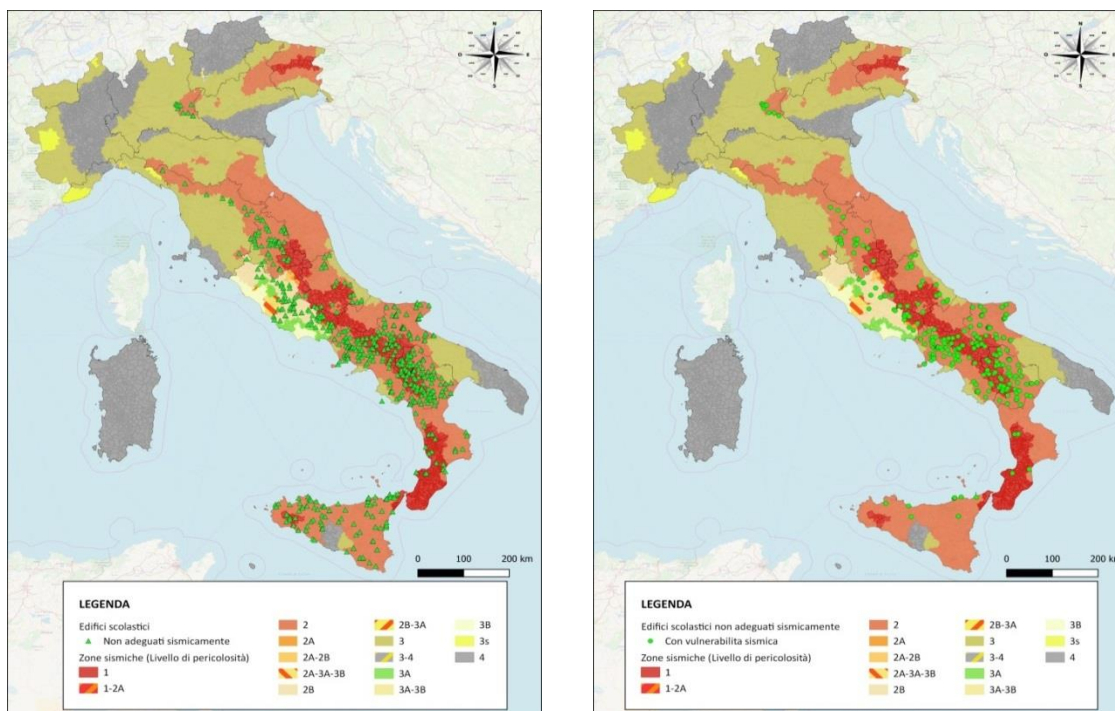 N
O
E
S
0
100
200 km
LEGENDA
Edifici scolastici
Non adeguati sismicamente
Zone sismiche (Livello di pericolosità)
1
1-2A
2
2A
2A-2B
2A-3A-3B
2B
2B-3A
3
3-4
3A
3A-3B
3B
3s
4
N
O
E
S
0
100
200 km
LEGENDA
Edifici scolastici non adeguati sismicamente
Con vulnerabilita sismica
Zone sismiche (Livello di pericolosità)
1
1-2A
2
2A
2A-2B
2A-3A-3B
2B
2B-3A
3
3-4
3A
3A-3B
3B
3s
4